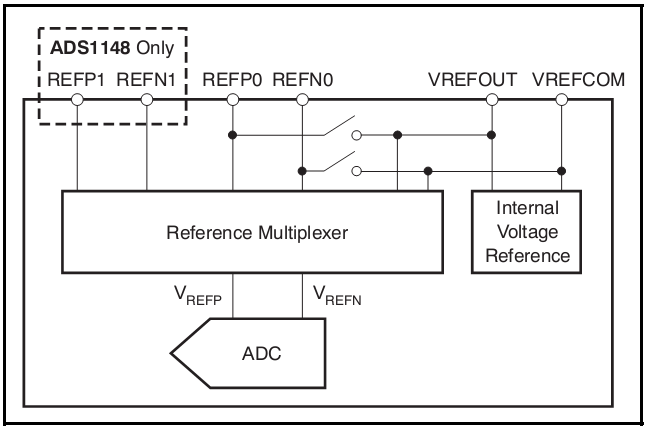 ADS1148 Only
REFP1 REFN1 REFP0 REFN0 VREFOUT VREFCOM
Reference Multiplexer
Internal
Voltage
Reference
VREFP VREFN
ADC